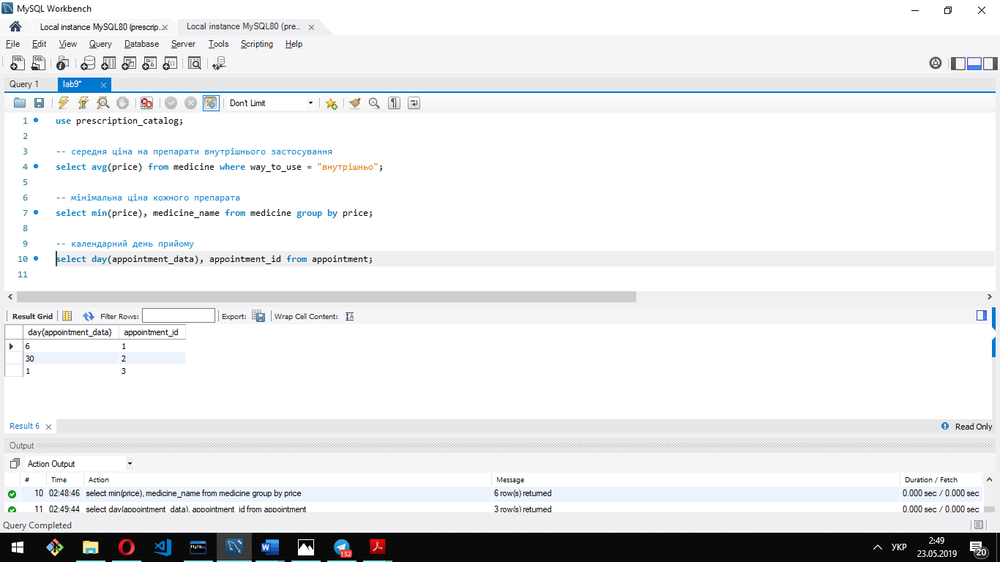 MySQL Workbench
Local instance MySQL80 (prescrip... Local instance MySQL80 (pre...
File Edit View Query Database Server Tools Scripting Help
Query 1 lab9*
Don't Limit
1 use prescription_catalog;
2
3 -- середня ціна на препарати внутрішнього застосування
4 select avg(price) from medicine where way_to_use = "внутрішньо";
5
6 -- мінімальна ціна кожного препарата
7 select min(price), medicine_name from medicine group by price;
8
9 -- календарний день прийому
10 select day(appointment_data), appointment_id from appointment;
11
Result Grid Filter Rows: Export: Wrap Cell Content:
day(appointment_data) appointment_id
6 1
30 2
1 3
Result 6 Read Only
Output
Action Output
# Time Action Message Duration / Fetch
10 02:48:46 select min(price), medicine_name from medicine group by price 6 row(s) returned 0.000 sec / 0.000 sec
11 02:49:44 select day(appointment_data), appointment_id from appointment 3 row(s) returned 0.000 sec / 0.000 sec
Query Completed
152
УКР
2:49
23.05.2019
20